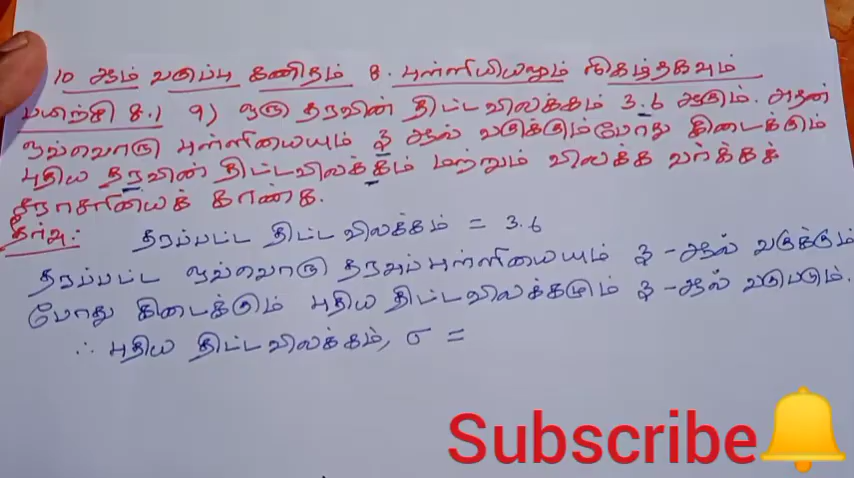 10 ஆம் வகுப்பு கணிதம் 8. புள்ளியியலும் நிகழ்தகவும்
பயிற்சி 8.1 9) ஒரு தரவின் திட்டவிலக்கம் 3.6 ஆகும். அதன்
ஒவ்வொரு புள்ளியையும் 3 ஆல் வகுக்கும்போது கிடைக்கும்
புதிய தரவின் திட்டவிலக்கம் மற்றும் விலக்க வர்க்கச்
சராசரியைக் காண்க.
தீர்வு: தரப்பட்ட திட்டவிலக்கம் = 3.6
தரப்பட்ட ஒவ்வொரு தரவுப்புள்ளியையும் 3-ஆல் வகுக்கும்
போது கிடைக்கும் புதிய திட்டவிலக்கமும் 3-ஆல் வகுபடும்.
∴ புதிய திட்டவிலக்கம், σ =
Subscribe